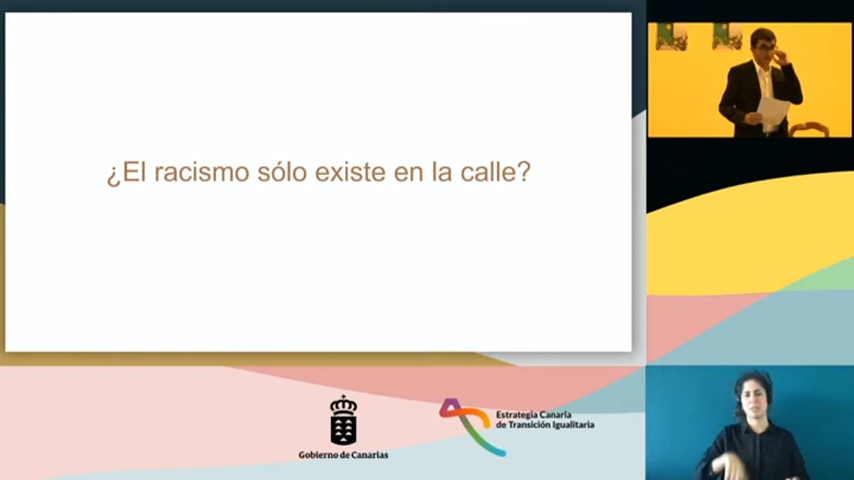 ¿El racismo sólo existe en la calle?
Gobierno de Canarias
Estrategia Canaria
de Transición Igualitaria